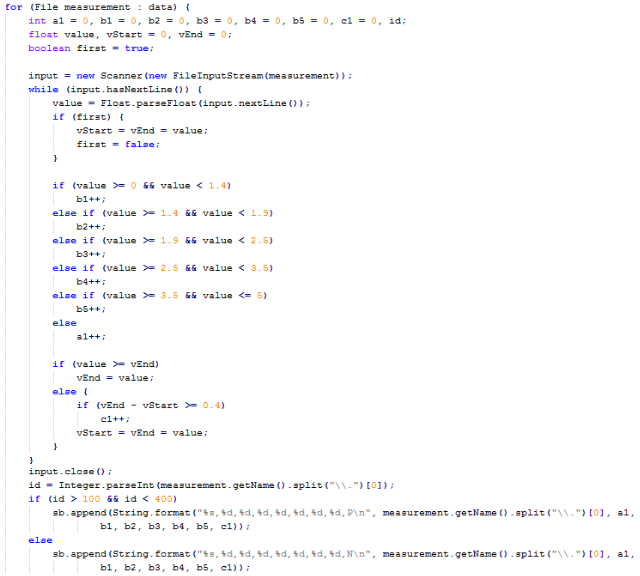 for (File measurement : data) {
    int a1 = 0, b1 = 0, b2 = 0, b3 = 0, b4 = 0, b5 = 0, c1 = 0, id;
    float value, vStart = 0, vEnd = 0;
    boolean first = true;

    input = new Scanner(new FileInputStream(measurement));
    while (input.hasNextLine()) {
        value = Float.parseFloat(input.nextLine());
        if (first) {
            vStart = vEnd = value;
            first = false;
        }

        if (value >= 0 && value < 1.4)
            b1++;
        else if (value >= 1.4 && value < 1.9)
            b2++;
        else if (value >= 1.9 && value < 2.5)
            b3++;
        else if (value >= 2.5 && value < 3.5)
            b4++;
        else if (value >= 3.5 && value <= 5)
            b5++;
        else
            a1++;

        if (value >= vEnd)
            vEnd = value;
        else {
            if (vEnd - vStart >= 0.4)
                c1++;
            vStart = vEnd = value;
        }
    }
    input.close();
    id = Integer.parseInt(measurement.getName().split("\\.")[0]);
    if (id > 100 && id < 400)
        sb.append(String.format("%s,%d,%d,%d,%d,%d,%d,%d,P\n", measurement.getName().split("\\.")[0], a1,
                b1, b2, b3, b4, b5, c1));
    else
        sb.append(String.format("%s,%d,%d,%d,%d,%d,%d,%d,N\n", measurement.getName().split("\\.")[0], a1,
                b1, b2, b3, b4, b5, c1));